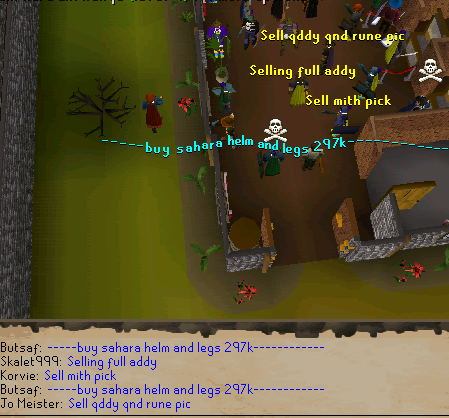 Sell qddy qnd rune pic
Selling full addy
Sell mith pick
-----buy sahara helm and legs 297k-----------
Butsaf: -----buy sahara helm and legs 297k------------
Skalet999: Selling full addy
Korvie: Sell mith pick
Butsaf: -----buy sahara helm and legs 297k------------
Jo Meister: Sell qddy qnd rune pic